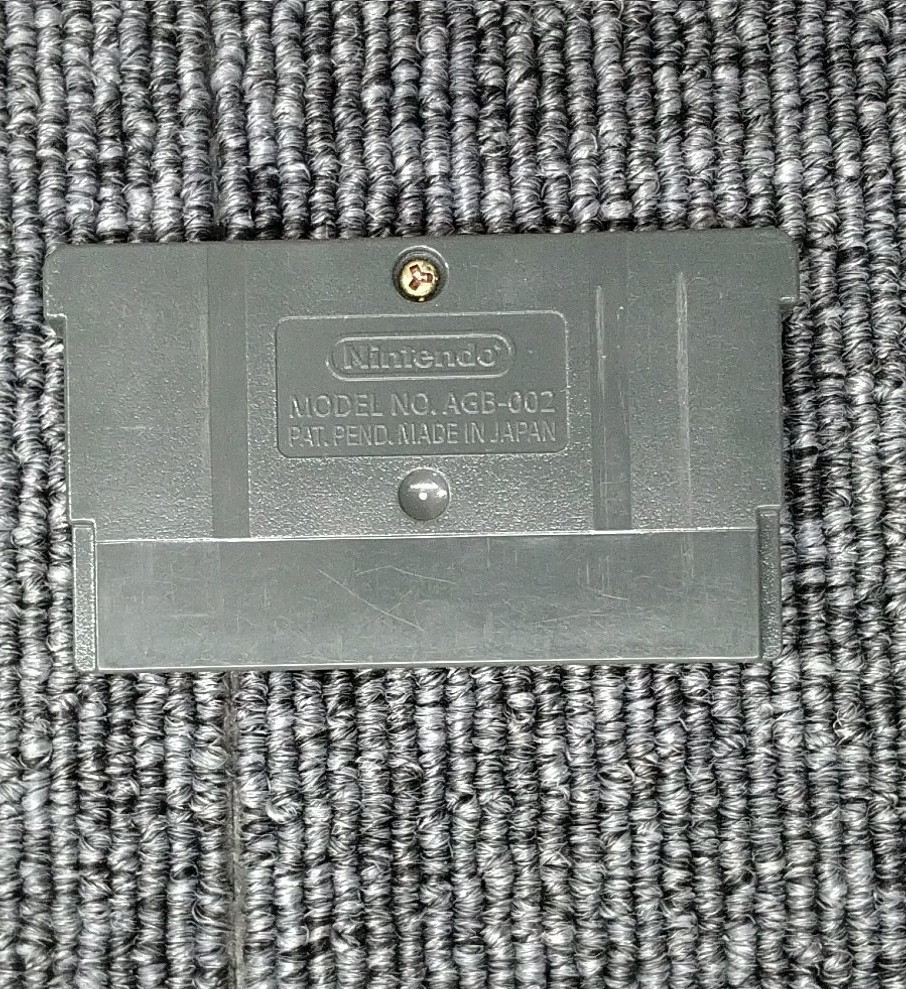 Nintendo
MODEL NO. AGB-002
PAT. PEND. MADE IN JAPAN